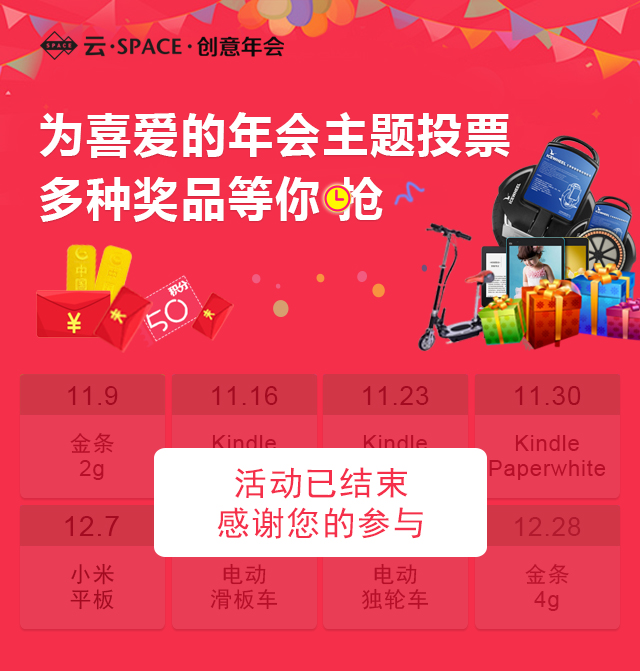 SPACE 云·SPACE·创意年会
为喜爱的年会主题投票
多种奖品等你 抢
ICEWHEEL
积分
50
¥
11.9 11.16 11.23 11.30
金条 Kindle Kindle Kindle
2g Paperwhite
活动已结束
感谢您的参与
12.7 12.28
小米 电动 电动 金条
平板 滑板车 独轮车 4g